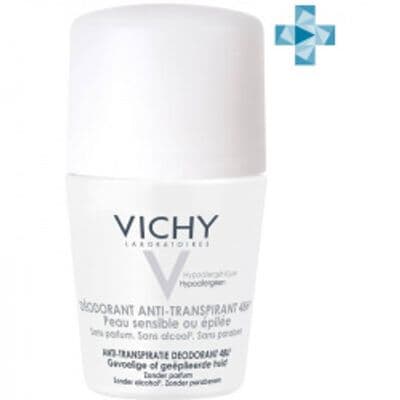 VICHY
LABORATOIRES
Hypoallergénique
Hypoallergeen
DÉODORANT ANTI-TRANSPIRANT 48H
Peau sensible ou épilée
Sans parfum. Sans alcool*. Sans paraben
ANTI-TRANSPIRATIE DEODORANT 48U
Gevoelige of geëpileerde huid
Zonder parfum
Zonder alcohol*. Zonder parabenen